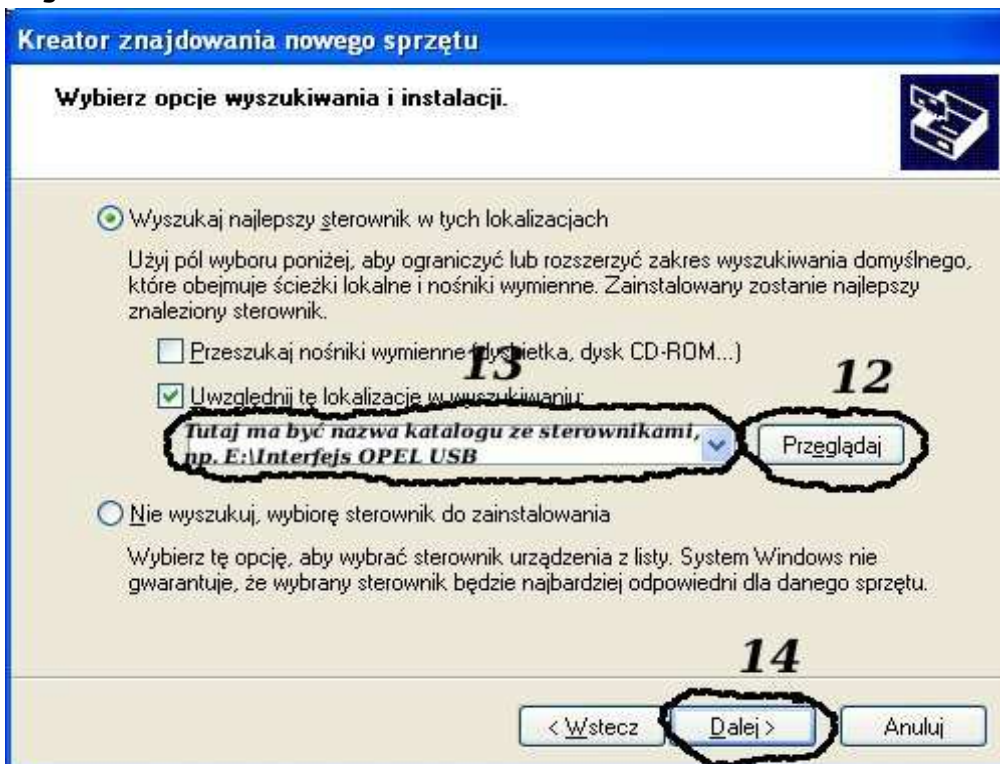 Kreator znajdowania nowego sprzętu
Wybierz opcje wyszukiwania i instalacji.
Wyszukaj najlepszy sterownik w tych lokalizacjach
Użyj pól wyboru poniżej, aby ograniczyć lub rozszerzyć zakres wyszukiwania domyślnego,
które obejmuje ścieżki lokalne i nośniki wymienne. Zainstalowany zostanie najlepszy
znaleziony sterownik.
Przeszukaj nośniki wymienne (dyskietka, dysk CD-ROM...)
13
12
Uwzględnij tę lokalizację w wyszukiwaniu:
Tutaj ma być nazwa katalogu ze sterownikami,
np. E:\Interfejs OPEL USB
Przeglądaj
Nie wyszukuj, wybiorę sterownik do zainstalowania
Wybierz tę opcję, aby wybrać sterownik urządzenia z listy. System Windows nie
gwarantuje, że wybrany sterownik będzie najbardziej odpowiedni dla danego sprzętu.
14
< Wstecz Dalej > Anuluj